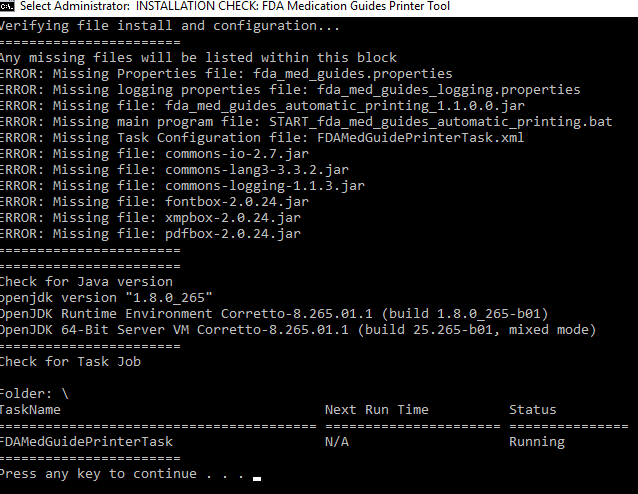 Select Administrator: INSTALLATION CHECK: FDA Medication Guides Printer Tool
Verifying file install and configuration...
=======================
Any missing files will be listed within this block
ERROR: Missing Properties file: fda_med_guides.properties
ERROR: Missing logging properties file: fda_med_guides_logging.properties
ERROR: Missing file: fda_med_guides_automatic_printing_1.1.0.0.jar
ERROR: Missing main program file: START_fda_med_guides_automatic_printing.bat
ERROR: Missing Task Configuration file: FDAMedGuidePrinterTask.xml
ERROR: Missing file: commons-io-2.7.jar
ERROR: Missing file: commons-lang3-3.3.2.jar
ERROR: Missing file: commons-logging-1.1.3.jar
ERROR: Missing file: fontbox-2.0.24.jar
ERROR: Missing file: xmpbox-2.0.24.jar
ERROR: Missing file: pdfbox-2.0.24.jar
=======================
=======================
Check for Java version
openjdk version "1.8.0_265"
OpenJDK Runtime Environment Corretto-8.265.01.1 (build 1.8.0_265-b01)
OpenJDK 64-Bit Server VM Corretto-8.265.01.1 (build 25.265-b01, mixed mode)
=======================
Check for Task Job
Folder: \
TaskName Next Run Time Status
======================================== ====================== ===============
FDAMedGuidePrinterTask N/A Running
=======================
Press any key to continue . . .